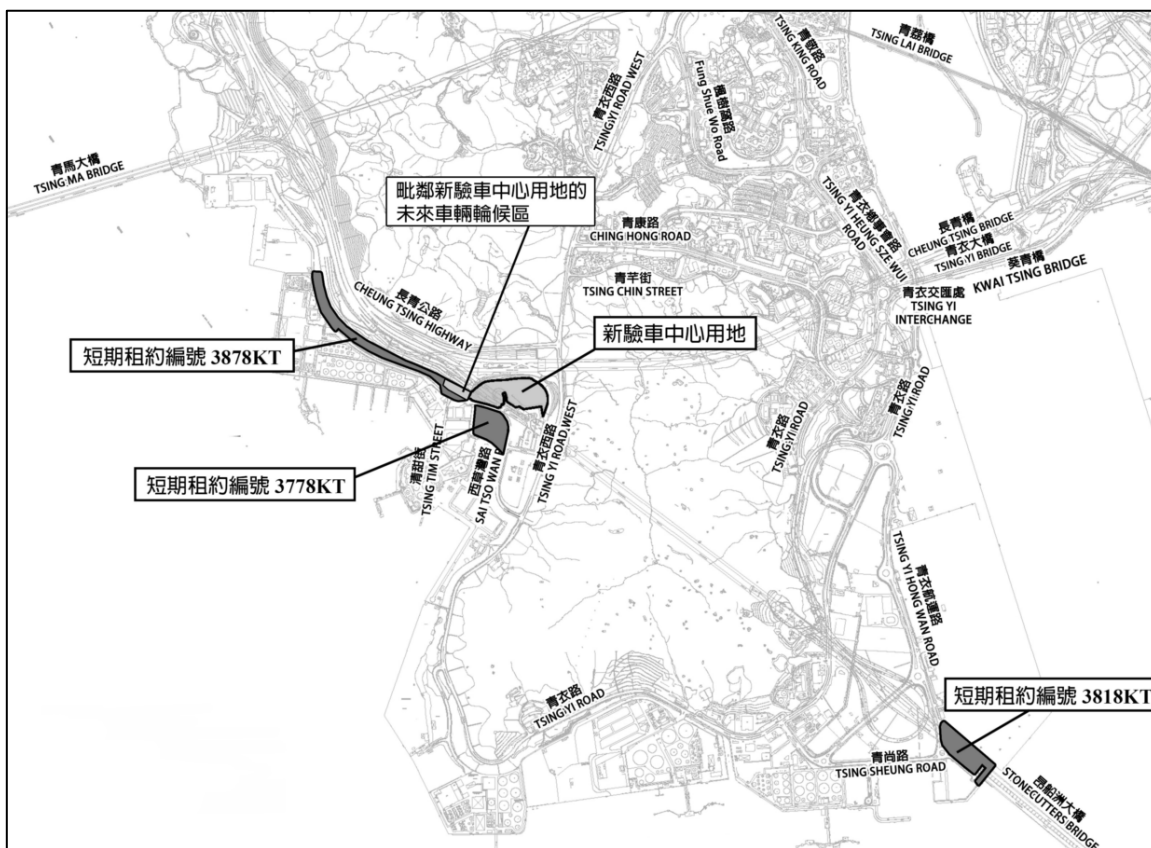 青荔橋
TSING LAI BRIDGE
青敬路
TSING KING ROAD
楓樹窩路
Fung Shue Wo Road
青衣西路
TSING YI ROAD WEST
青馬大橋
TSING MA BRIDGE
毗鄰新驗車中心用地的
未來車輛輪候區
青康路
CHING HONG ROAD
青衣鄉事會路
TSING YI HEUNG SZE WUI
ROAD
長青橋
CHEUNG TSING BRIDGE
青衣大橋
TSING YI BRIDGE
葵青橋
KWAI TSING BRIDGE
青芊街
TSING CHIN STREET
青衣交匯處
TSING YI
INTERCHANGE
長青公路
CHEUNG TSING HIGHWAY
新驗車中心用地
短期租約編號 3878KT
青衣路
TSING YI ROAD
青衣路
TSING YI ROAD
青衣西路
TSING YI ROAD WEST
清甜街
TSING TIM STREET
西草灣路
SAI TSO WAN
短期租約編號 3778KT
青衣航運路
TSING YI HONG WAN ROAD
青衣路
TSING YI ROAD
短期租約編號 3818KT
青尚路
TSING SHEUNG ROAD
昂船洲大橋
STONECUTTERS BRIDGE